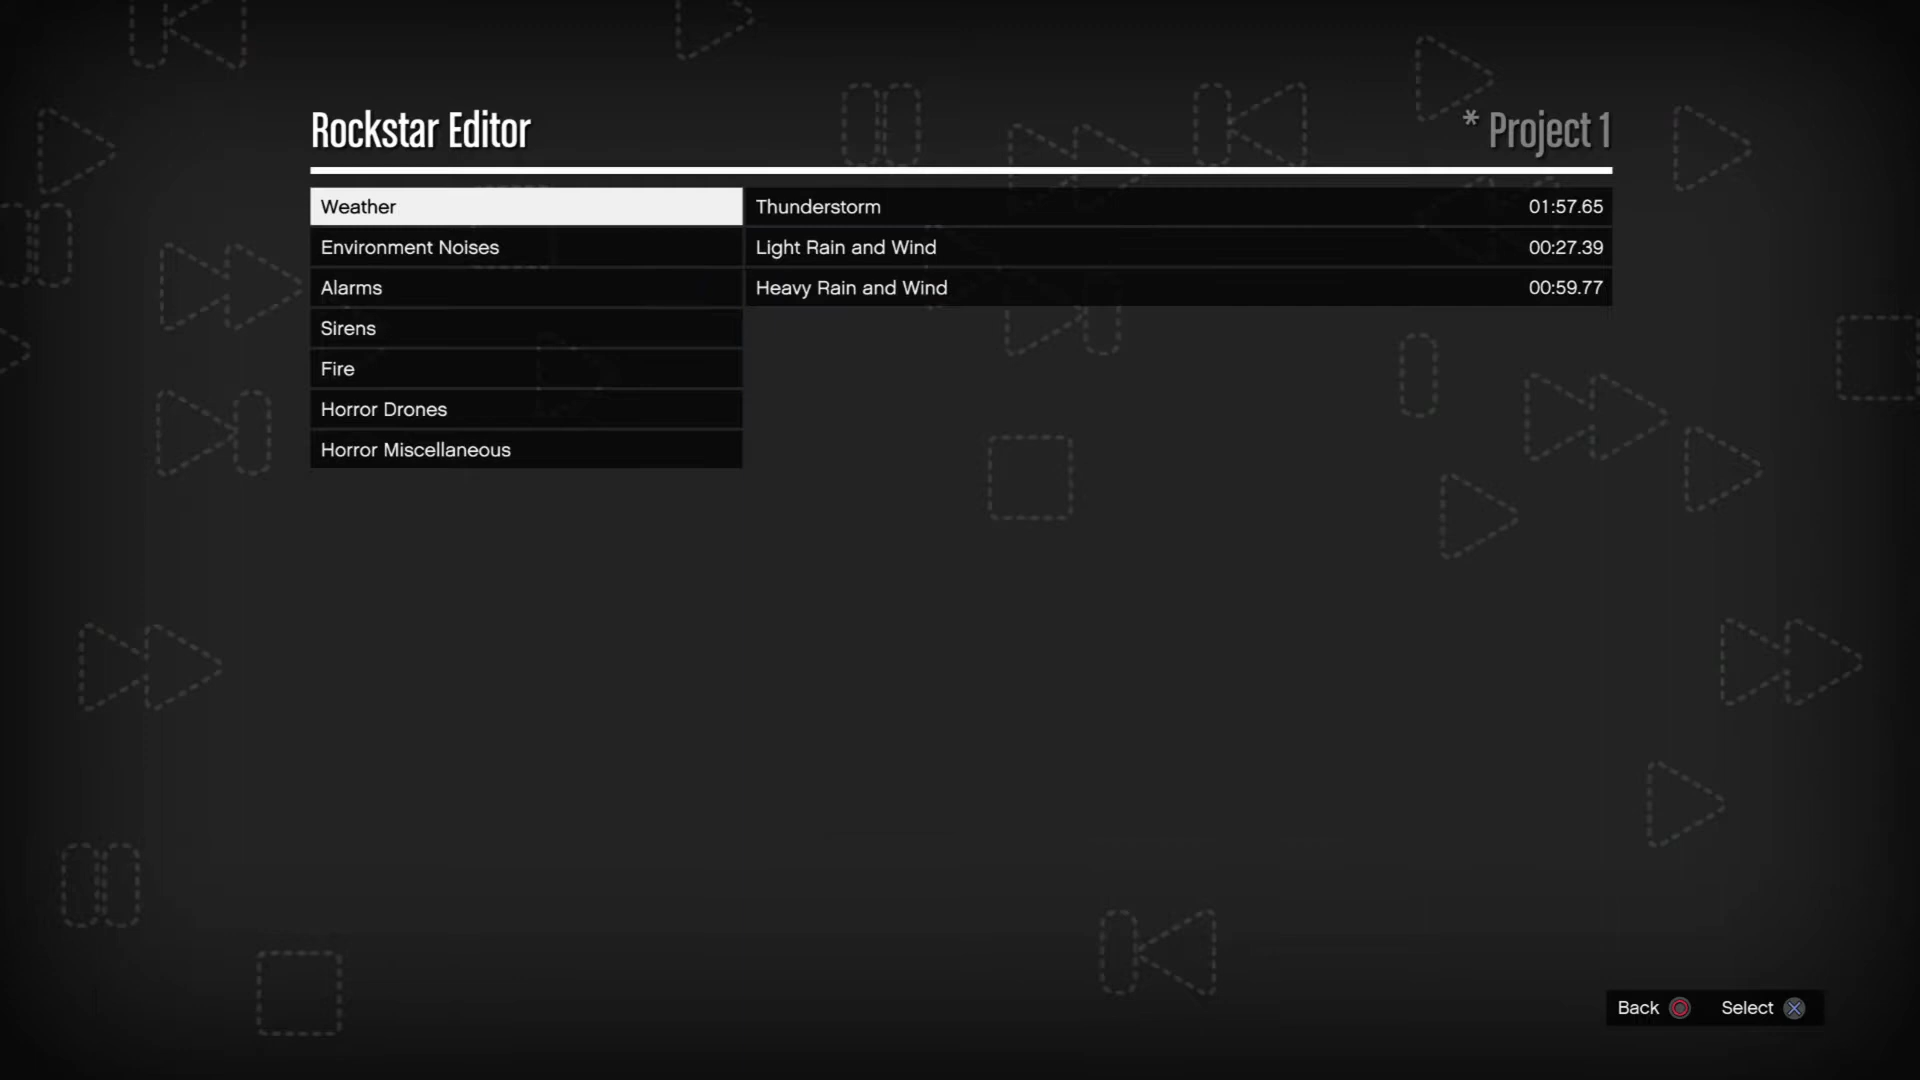 Rockstar Editor
* Project 1
Weather
Thunderstorm 01:57.65
Environment Noises
Light Rain and Wind 00:27.39
Alarms
Heavy Rain and Wind 00:59.77
Sirens
Fire
Horror Drones
Horror Miscellaneous
Back Select